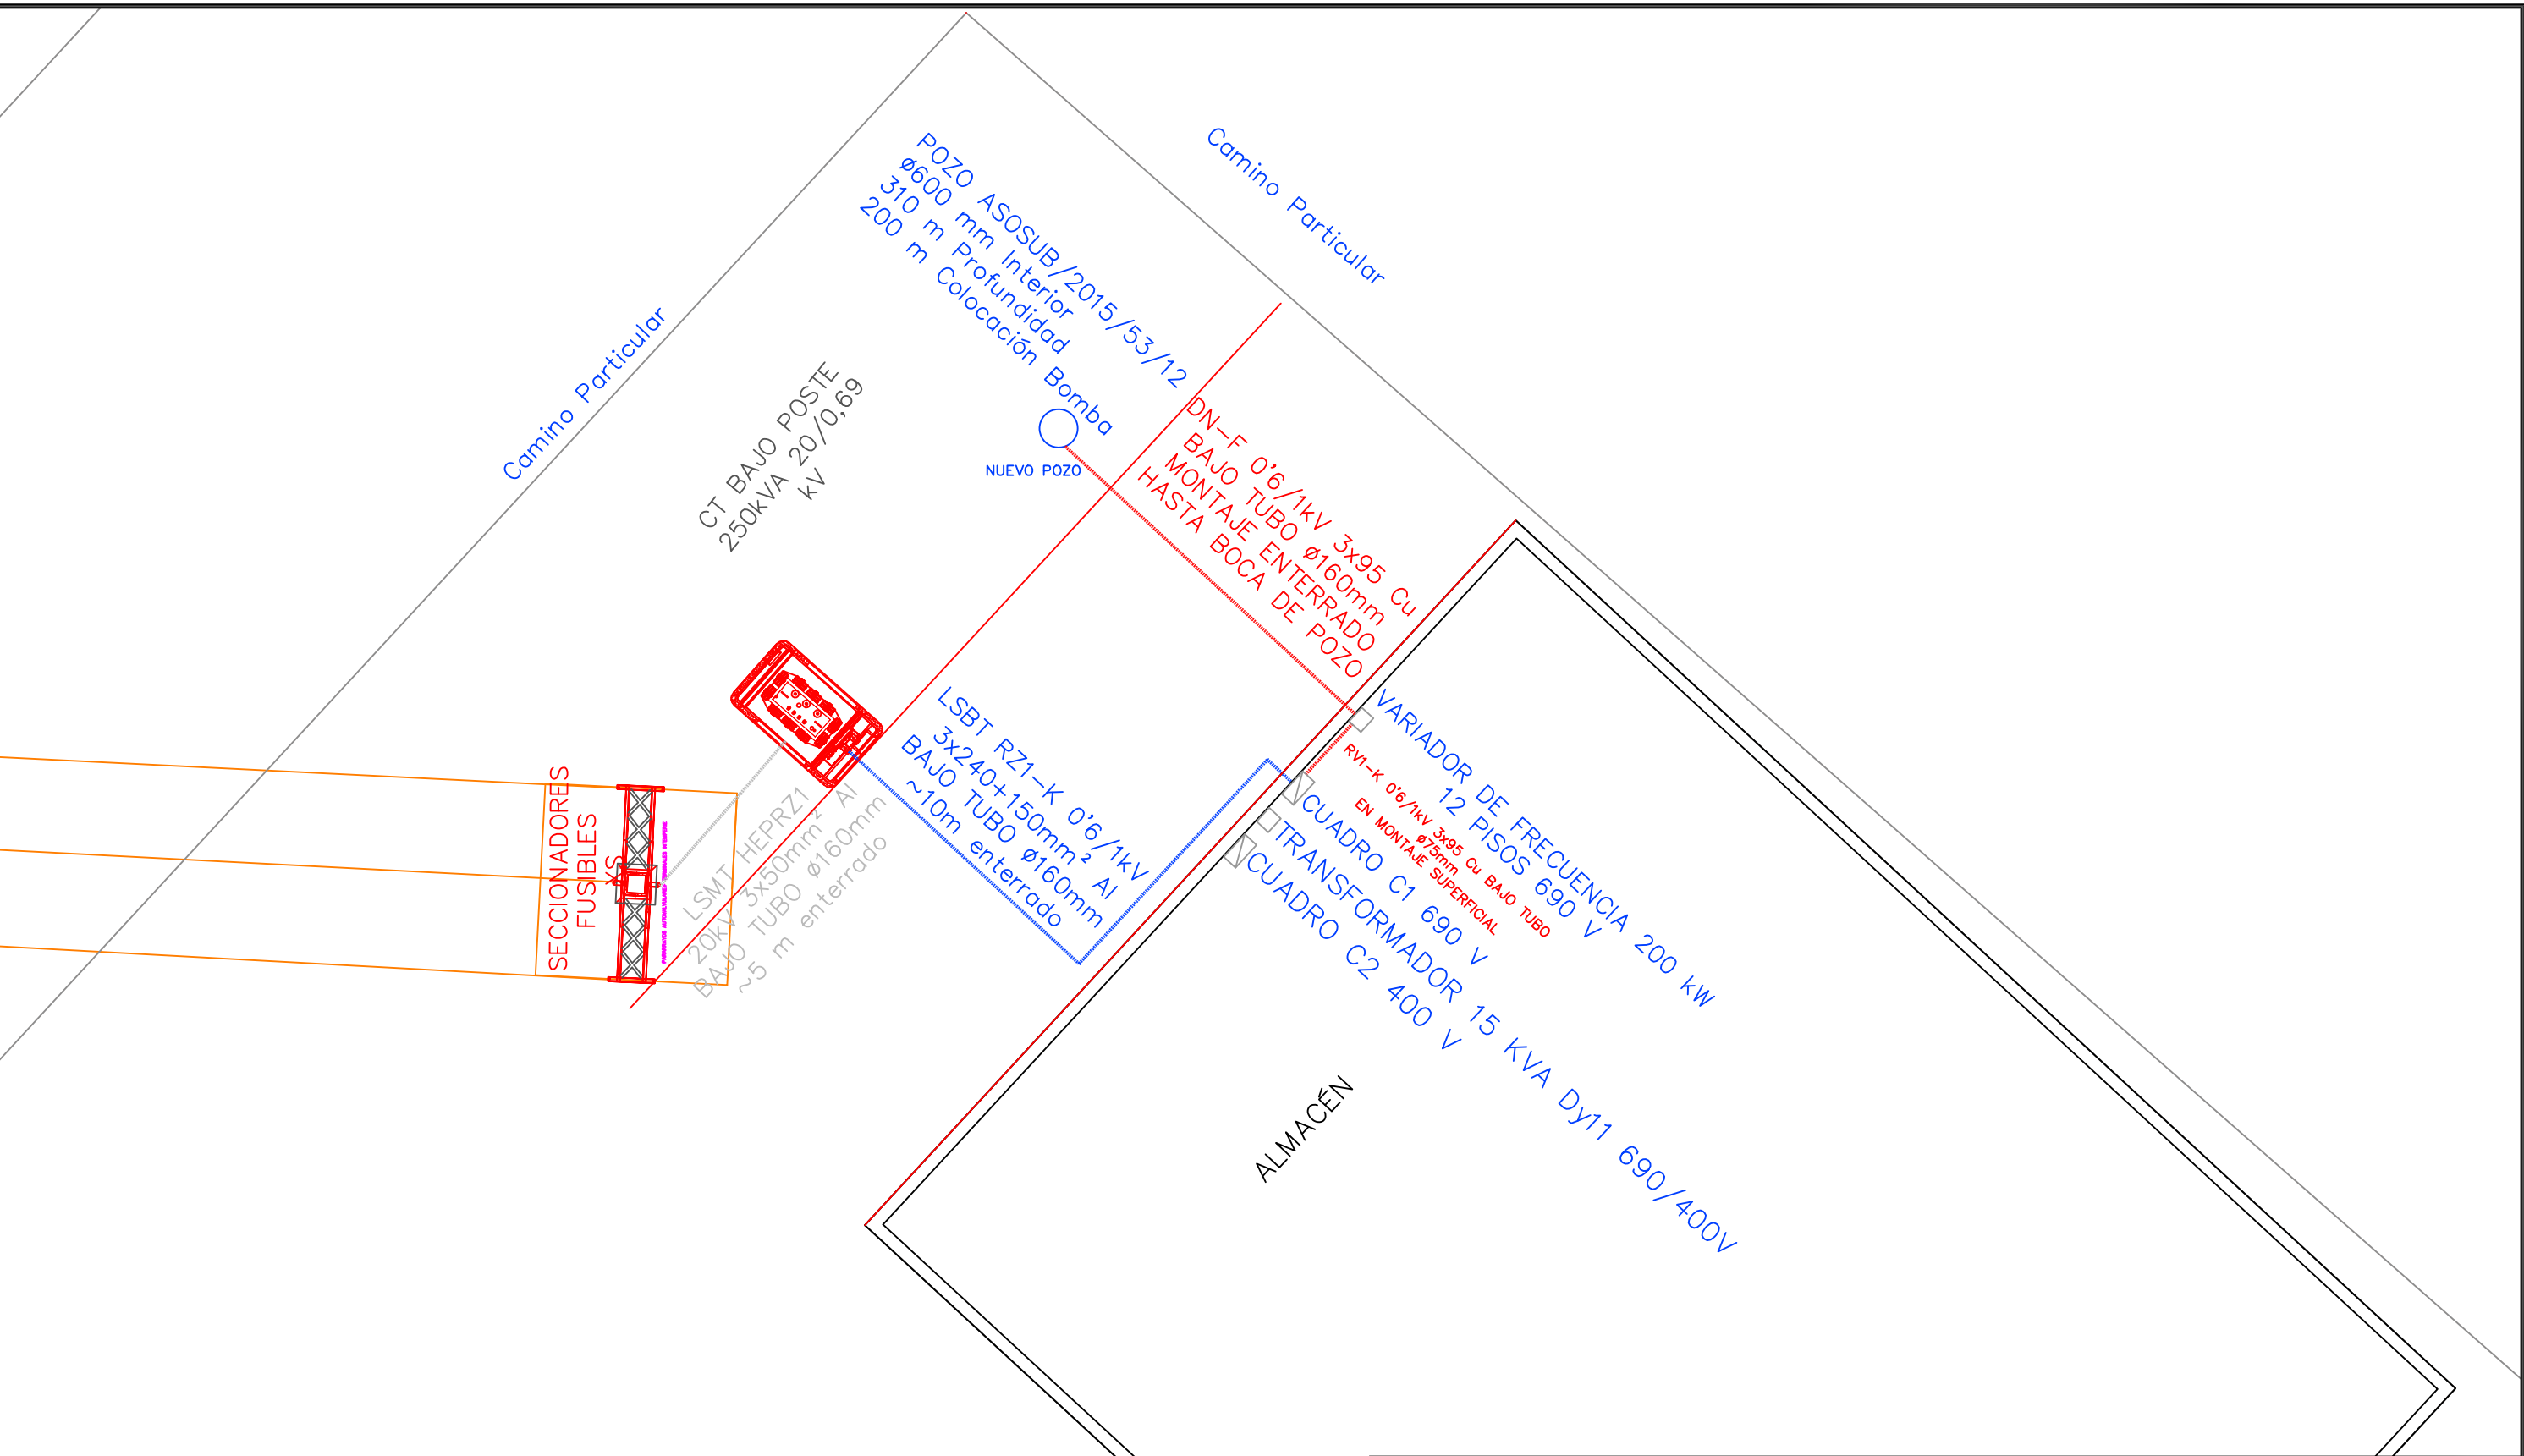 Camino Particular
POZO ASOSUB/2015/53/12
ø600 mm Interior
310 m Profundidad
200 m Colocación Bomba
Camino Particular
CT BAJO POSTE
250kVA 20/0,69
kV
NUEVO POZO
DN-F 0'6/1kV 3x95 Cu
BAJO TUBO ø160mm
MONTAJE ENTERRADO
HASTA BOCA DE POZO
LSBT RZ1-K 0'6/1kV
3x240+150mm² Al
BAJO TUBO Ø160mm
~10m enterrado
VARIADOR DE FRECUENCIA 200 kW
12 PISOS 690 V
RV1-K 0'6/1kV 3x95 Cu BAJO TUBO
ø75mm
EN MONTAJE SUPERFICIAL
CUADRO C1 690 V
TRANSFORMADOR 15 KVA Dy11 690/400V
CUADRO C2 400 V
SECCIONADORES
FUSIBLES
XS
PARARRAYOS AUTOVALVULARES+ TERMINALES INTEMPERIE
LSMT HEPRZ1
20kV 3x50mm² Al
BAJO TUBO ø160mm
~5 m enterrado
ALMACÉN